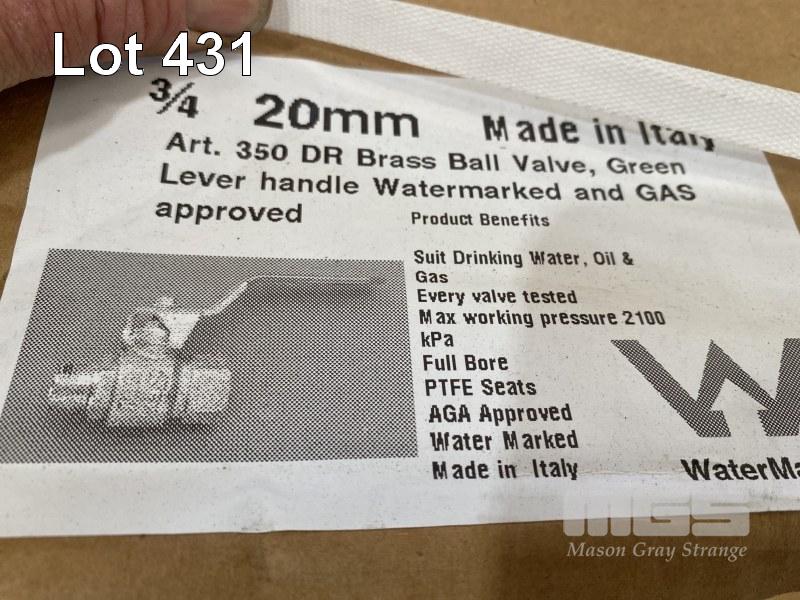 Lot 431
3/4 20mm Made in Italy
Art. 350 DR Brass Ball Valve, Green
Lever handle Watermarked and GAS
approved
Product Benefits
Suit Drinking Water, Oil &
Gas
Every valve tested
Max working pressure 2100
kPa
Full Bore
PTFE Seats
AGA Approved
Water Marked
Made in Italy
WaterMa
MGS
Mason Gray Strange